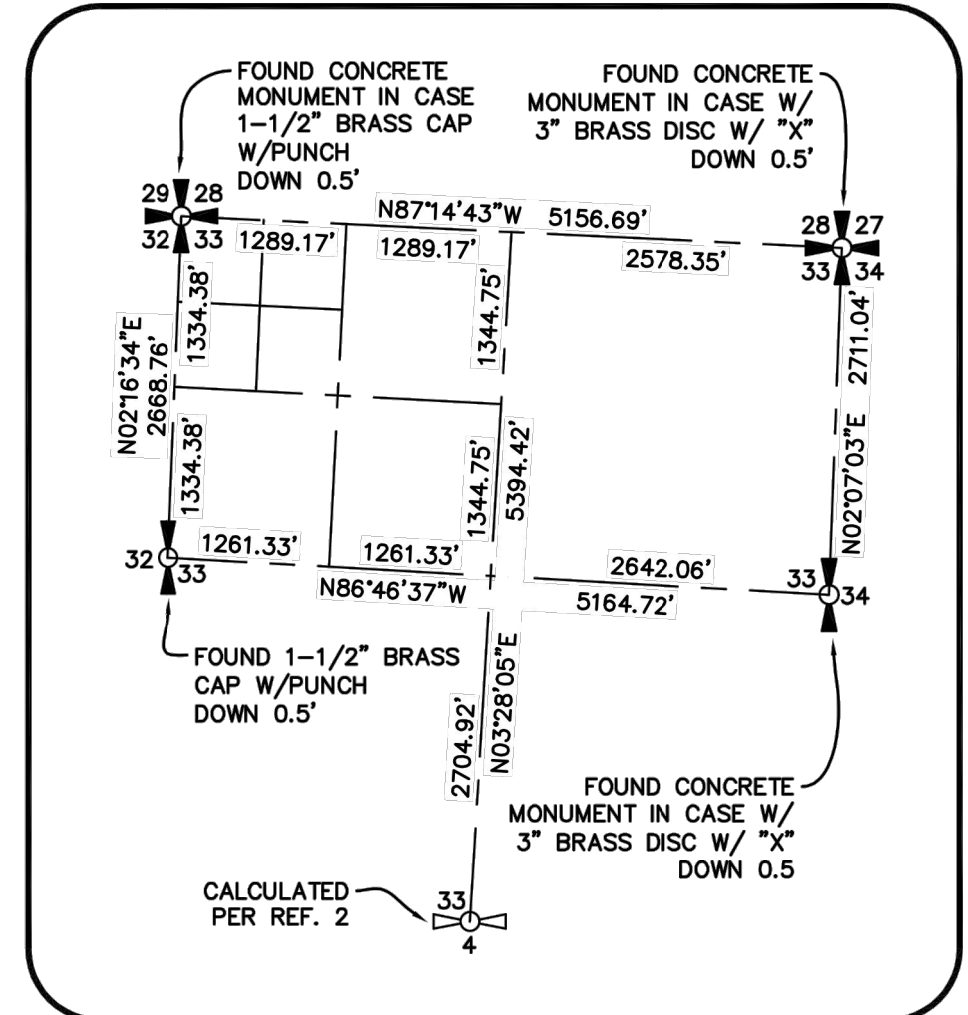 FOUND CONCRETE
MONUMENT IN CASE
1-1/2" BRASS CAP
W/PUNCH
DOWN 0.5'
FOUND CONCRETE
MONUMENT IN CASE W/
3" BRASS DISC W/ "X"
DOWN 0.5'
29 28
32 33
N87°14'43"W 5156.69'
1289.17'
1289.17'
2578.35'
28 27
33 34
1334.38'
N02°16'34"E
2668.76'
1334.38'
1344.75'
1344.75'
5394.42'
2711.04'
N02°07'03"E
32 33
1261.33'
1261.33'
N86°46'37"W
2642.06'
5164.72'
33 34
FOUND 1-1/2" BRASS
CAP W/PUNCH
DOWN 0.5'
2704.92'
N03°28'05"E
FOUND CONCRETE
MONUMENT IN CASE W/
3" BRASS DISC W/ "X"
DOWN 0.5
CALCULATED
PER REF. 2
33
4